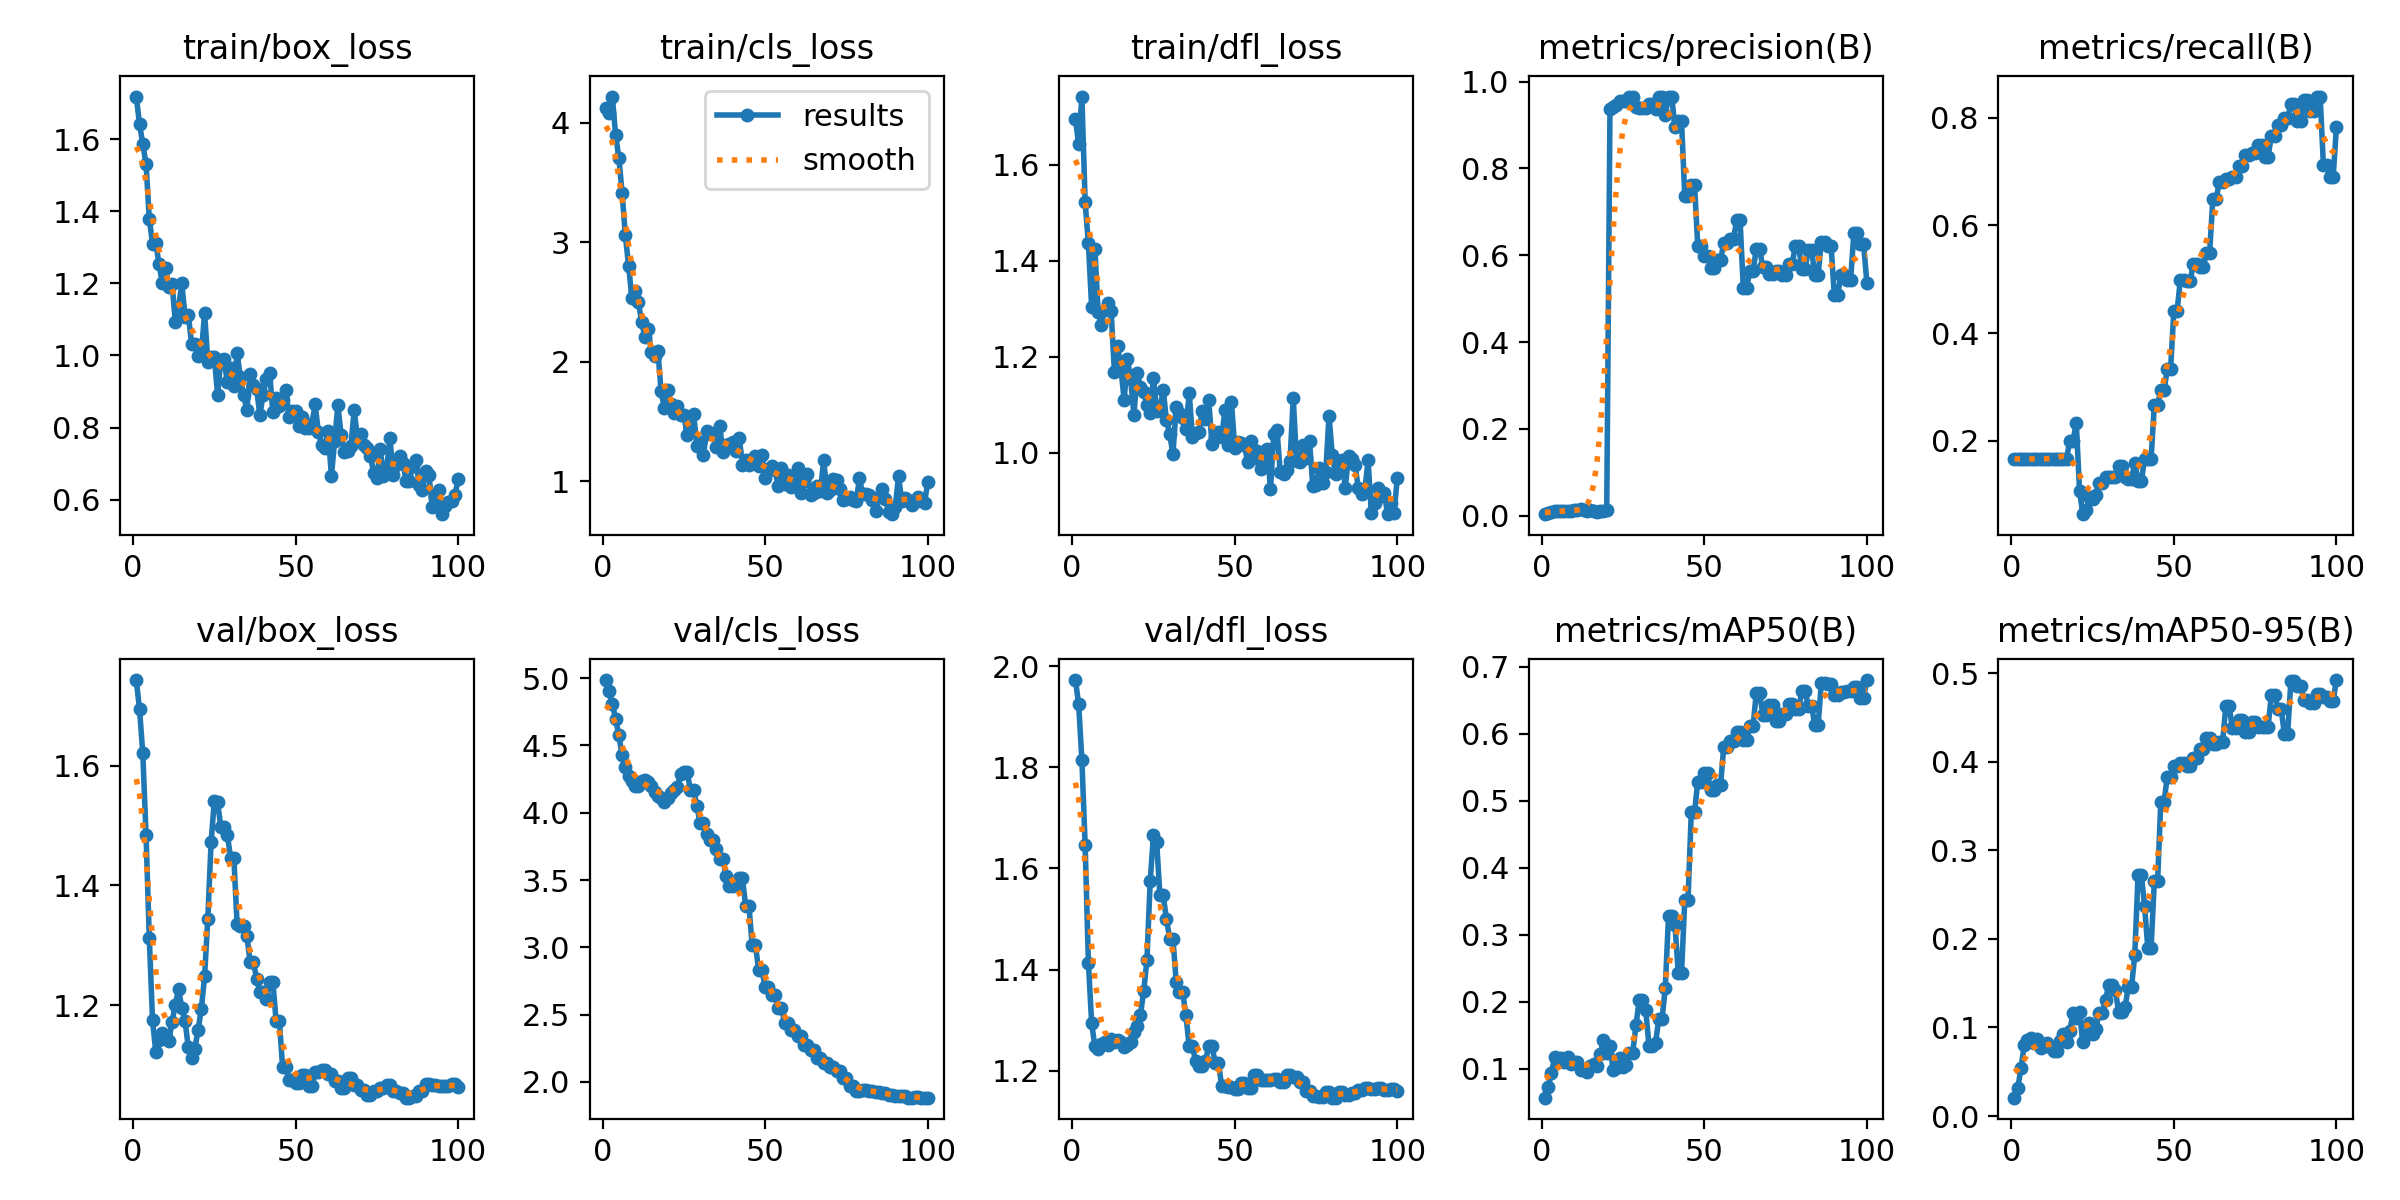 train/box_loss
train/cls_loss
train/dfl_loss
metrics/precision(B)
metrics/recall(B)
1.6
1.4
1.2
1.0
0.8
0.6
0 50 100
results
smooth
4
3
2
1
0 50 100
1.6
1.4
1.2
1.0
0 50 100
1.0
0.8
0.6
0.4
0.2
0.0
0 50 100
0.8
0.6
0.4
0.2
0 50 100
val/box_loss
val/cls_loss
val/dfl_loss
metrics/mAP50(B)
metrics/mAP50-95(B)
1.6
1.4
1.2
0 50 100
5.0
4.5
4.0
3.5
3.0
2.5
2.0
0 50 100
2.0
1.8
1.6
1.4
1.2
0 50 100
0.7
0.6
0.5
0.4
0.3
0.2
0.1
0 50 100
0.5
0.4
0.3
0.2
0.1
0.0
0 50 100